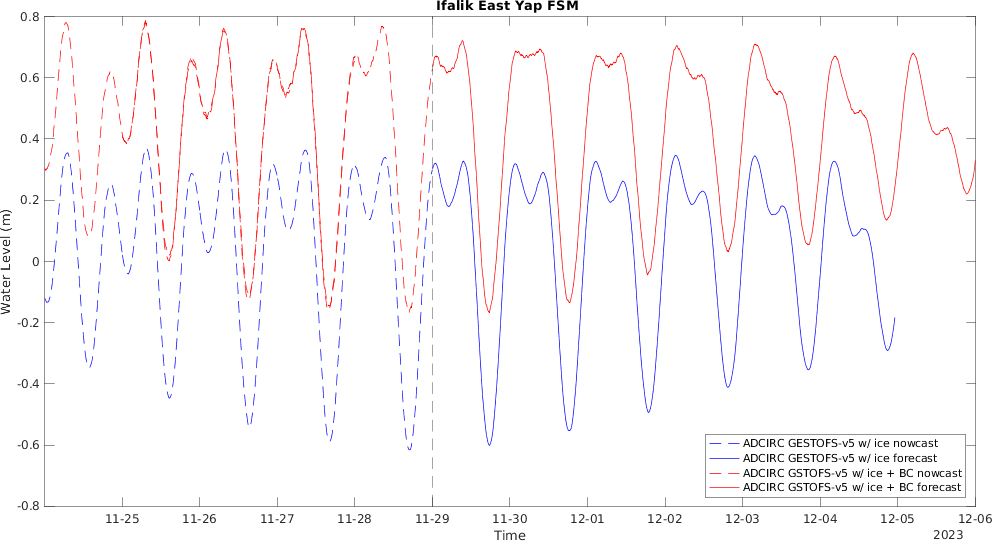 Ifalik East Yap FSM
0.8
0.6
0.4
0.2
0
-0.2
-0.4
-0.6
-0.8
Water Level (m)
ADCIRC GESTOFS-v5 w/ ice nowcast
ADCIRC GESTOFS-v5 w/ ice forecast
ADCIRC GSTOFS-v5 w/ ice + BC nowcast
ADCIRC GSTOFS-v5 w/ ice + BC forecast
11-25 11-26 11-27 11-28 11-29 11-30 12-01 12-02 12-03 12-04 12-05 12-06
Time 2023